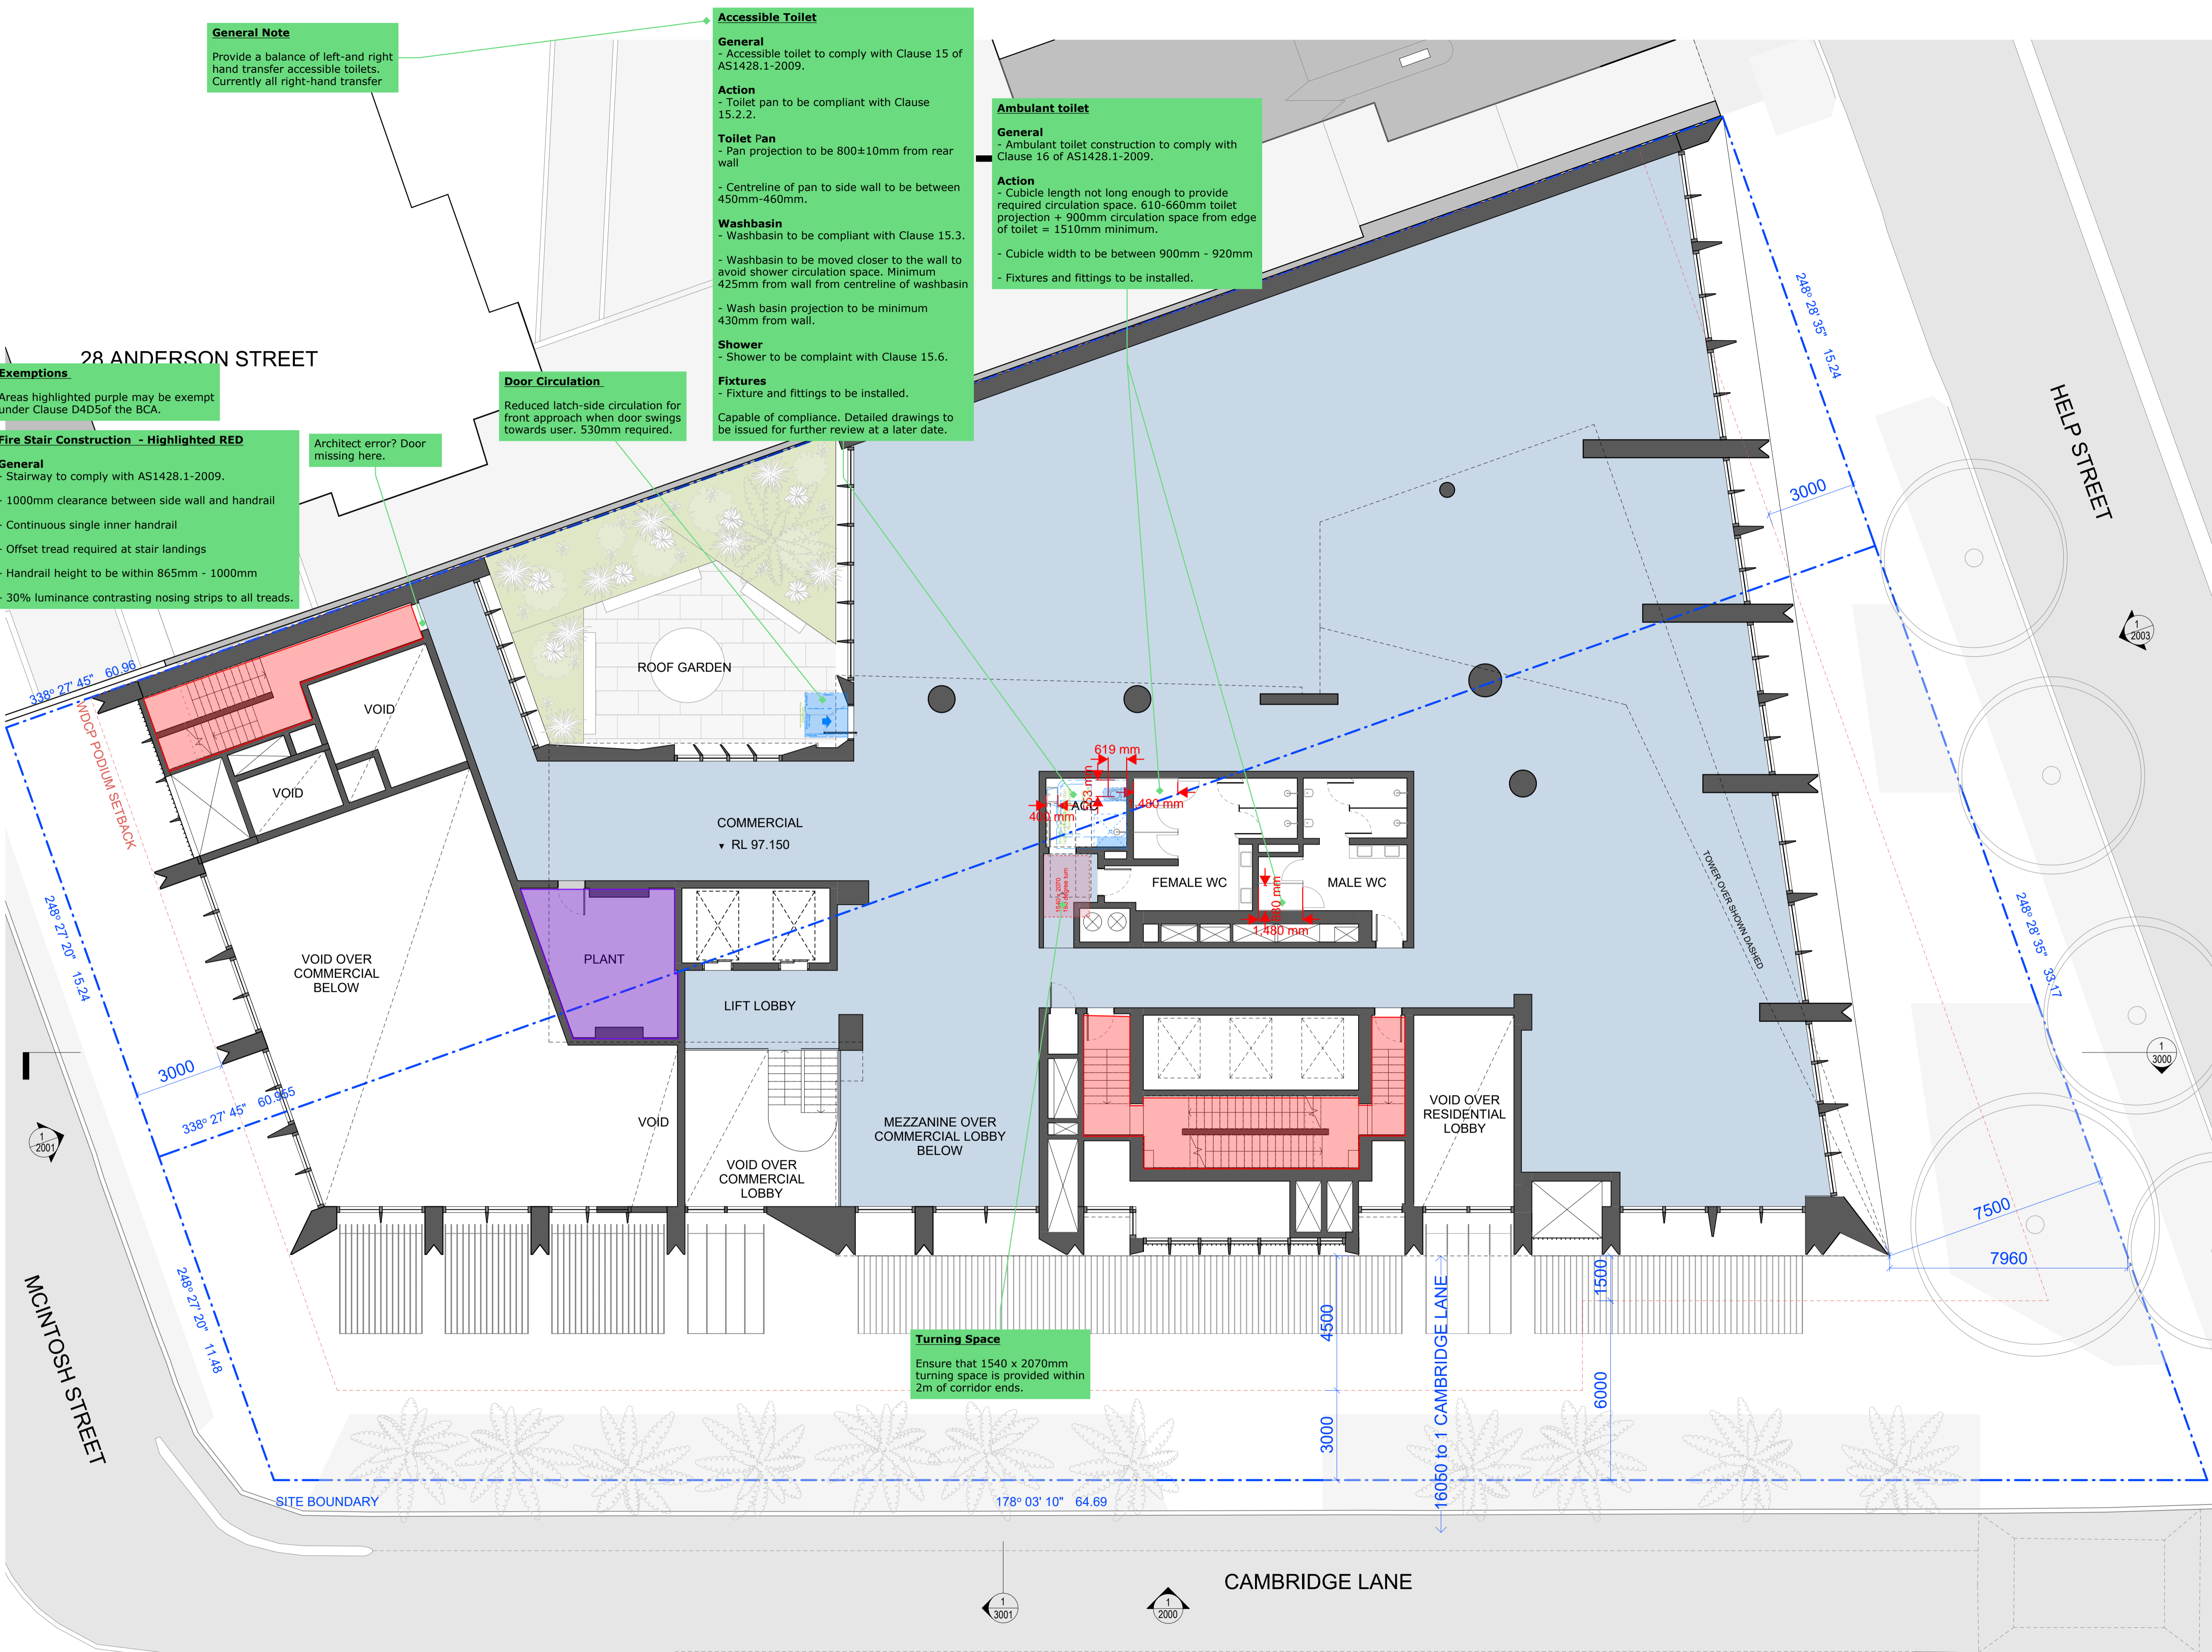 General Note
Provide a balance of left-and right
hand transfer accessible toilets.
Currently all right-hand transfer
Accessible Toilet
General
- Accessible toilet to comply with Clause 15 of
AS1428.1-2009.
Action
- Toilet pan to be compliant with Clause
15.2.2.
Toilet Pan
- Pan projection to be 800±10mm from rear
wall
- Centreline of pan to side wall to be between
450mm-460mm.
Washbasin
- Washbasin to be compliant with Clause 15.3.
- Washbasin to be moved closer to the wall to
avoid shower circulation space. Minimum
425mm from wall from centreline of washbasin
- Wash basin projection to be minimum
430mm from wall.
Shower
- Shower to be complaint with Clause 15.6.
Fixtures
- Fixture and fittings to be installed.
Capable of compliance. Detailed drawings to
be issued for further review at a later date.
Ambulant toilet
General
- Ambulant toilet construction to comply with
Clause 16 of AS1428.1-2009.
Action
- Cubicle length not long enough to provide
required circulation space. 610-660mm toilet
projection + 900mm circulation space from edge
of toilet = 1510mm minimum.
- Cubicle width to be between 900mm - 920mm
- Fixtures and fittings to be installed.
28 ANDERSON STREET
Exemptions
Areas highlighted purple may be exempt
under Clause D4D5of the BCA.
Fire Stair Construction - Highlighted RED
General
- Stairway to comply with AS1428.1-2009.
- 1000mm clearance between side wall and handrail
- Continuous single inner handrail
- Offset tread required at stair landings
- Handrail height to be within 865mm - 1000mm
- 30% luminance contrasting nosing strips to all treads.
Architect error? Door
missing here.
Door Circulation
Reduced latch-side circulation for
front approach when door swings
towards user. 530mm required.
248º 28' 35" 15.24
HELP STREET
3000
1
2003
338º 27' 45" 60.96
WDCP PODIUM SETBACK
ROOF GARDEN
VOID
VOID
COMMERCIAL
RL 97.150
619 mm
ACC
400 mm
1,480 mm
1540 x 2070
FEMALE WC
MALE WC
1,480 mm
TOWER OVER SHOWN DASHED
248º 28' 35" 33.17
248º 27' 20" 15.24
VOID OVER
COMMERCIAL
BELOW
PLANT
LIFT LOBBY
3000
338º 27' 45" 60.955
1
2001
VOID
VOID OVER
COMMERCIAL
LOBBY
MEZZANINE OVER
COMMERCIAL LOBBY
BELOW
VOID OVER
RESIDENTIAL
LOBBY
1
3000
7500
7960
1500
4500
6000
3000
16050 to 1 CAMBRIDGE LANE
248º 27' 20" 11.48
MCINTOSH STREET
Turning Space
Ensure that 1540 x 2070mm
turning space is provided within
2m of corridor ends.
SITE BOUNDARY
178º 03' 10" 64.69
CAMBRIDGE LANE
1
3001
1
2000